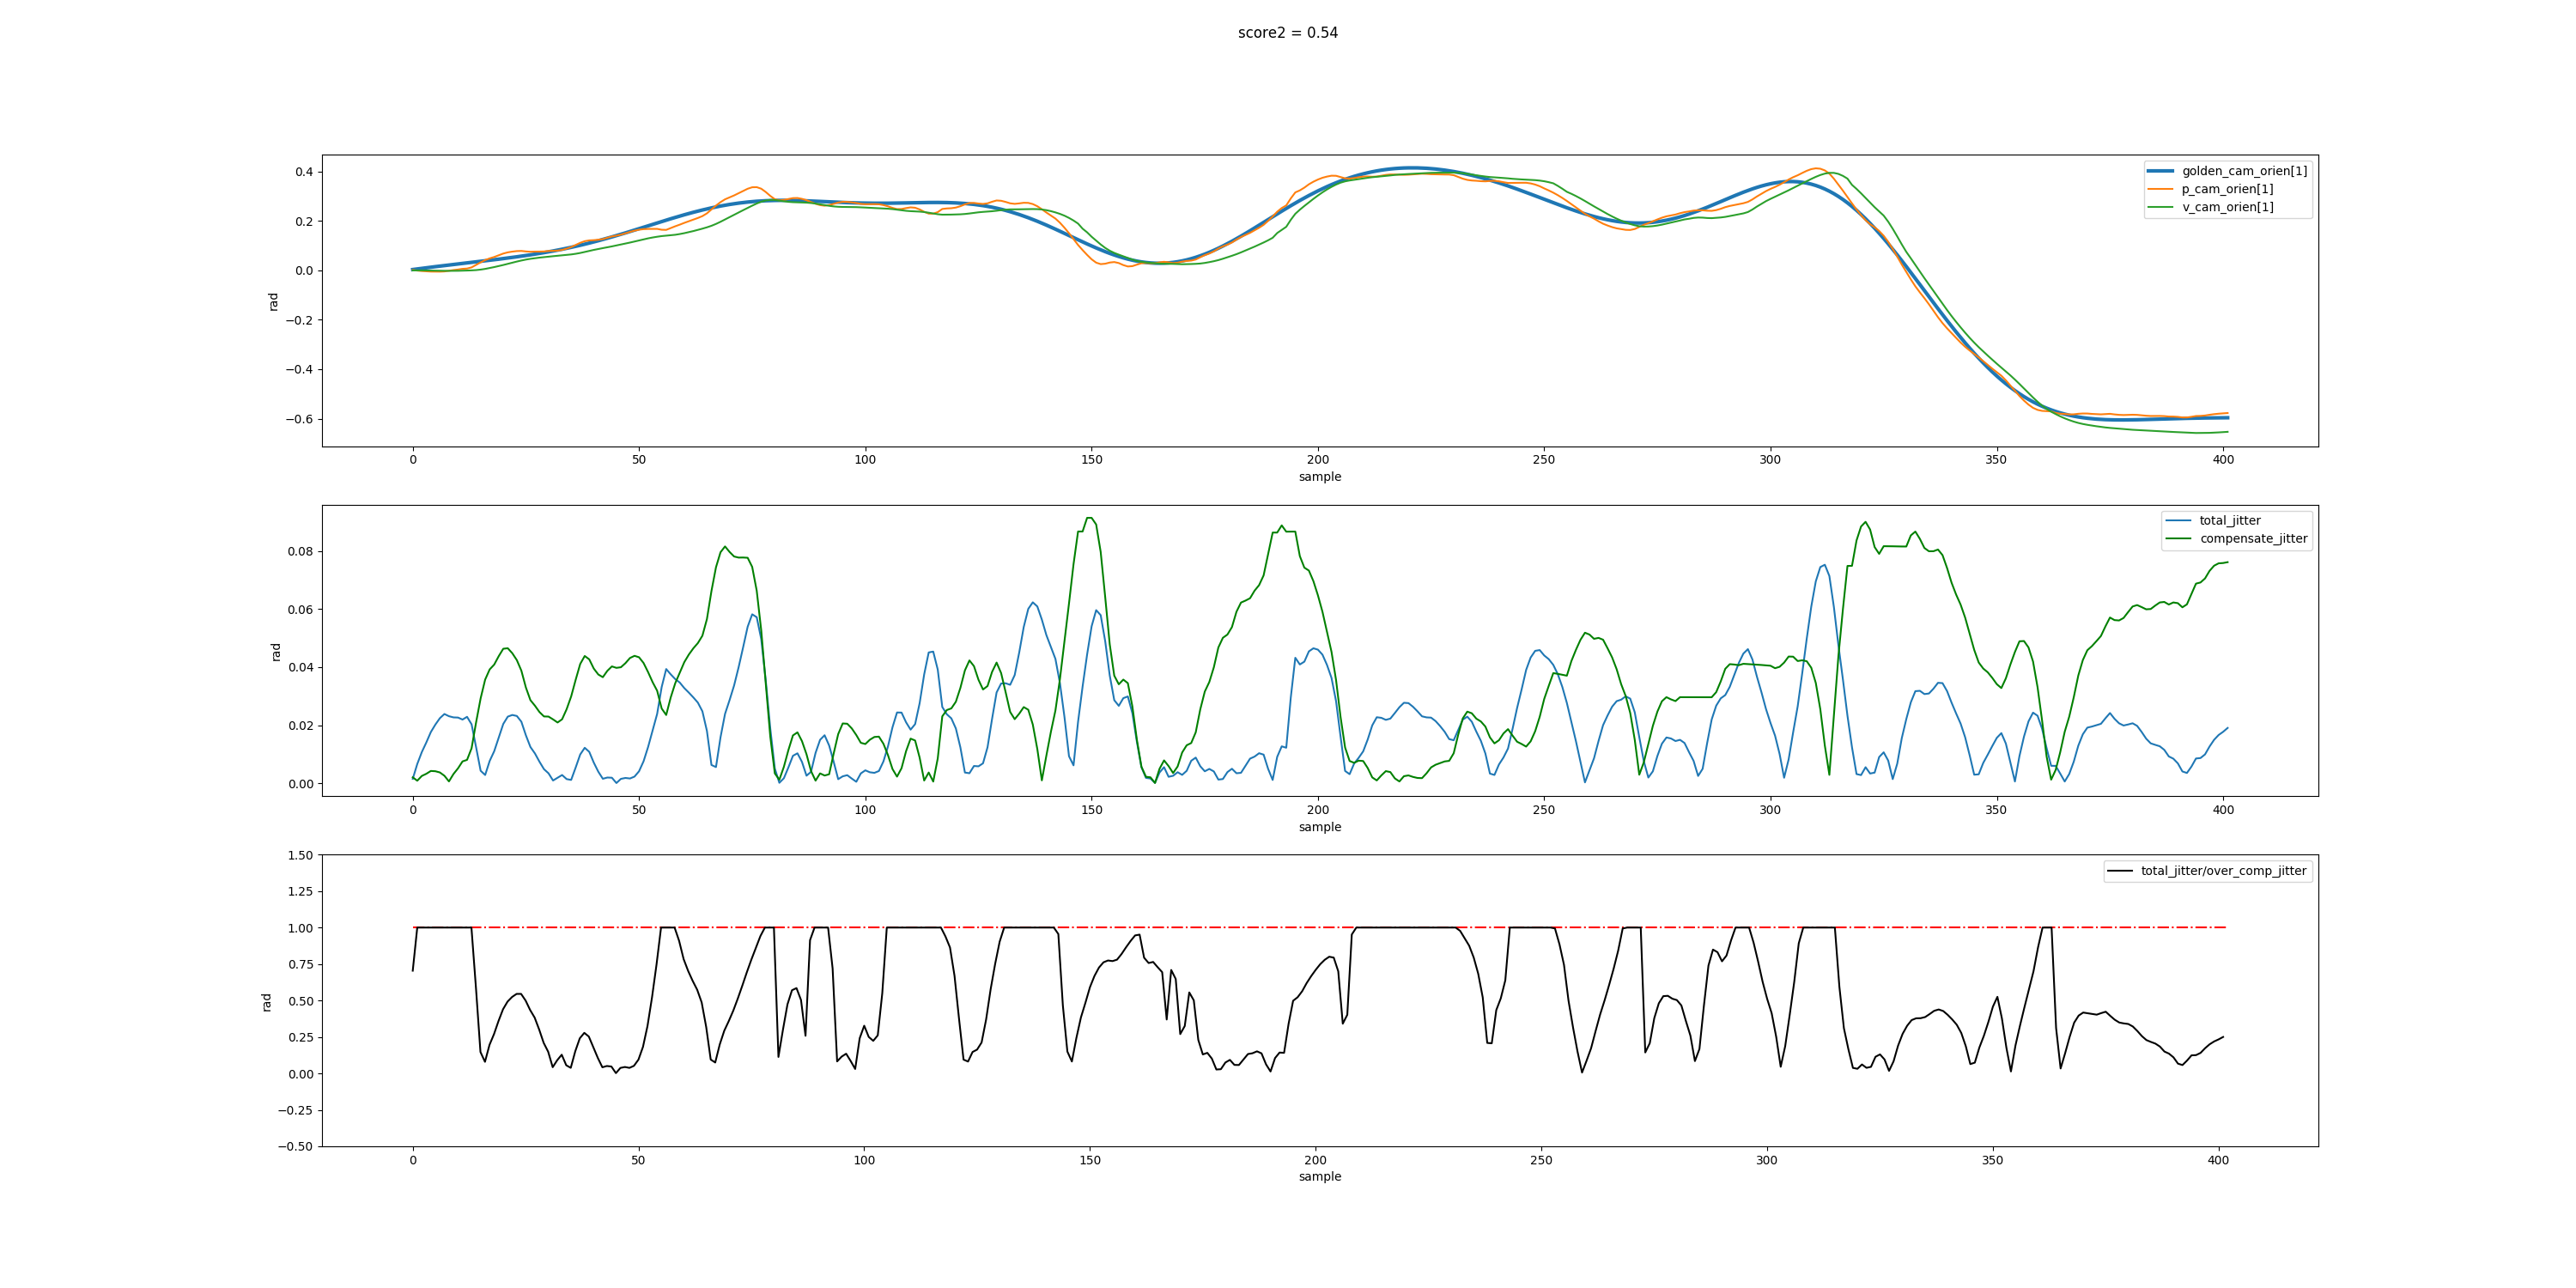 score2 = 0.54
golden_cam_orien[1]
p_cam_orien[1]
v_cam_orien[1]
0.4
0.2
0.0
−0.2
−0.4
−0.6
rad
0 50 100 150 200 250 300 350 400
sample
total_jitter
compensate_jitter
0.08
0.06
0.04
0.02
0.00
rad
0 50 100 150 200 250 300 350 400
sample
total_jitter/over_comp_jitter
1.50
1.25
1.00
0.75
0.50
0.25
0.00
−0.25
−0.50
rad
0 50 100 150 200 250 300 350 400
sample